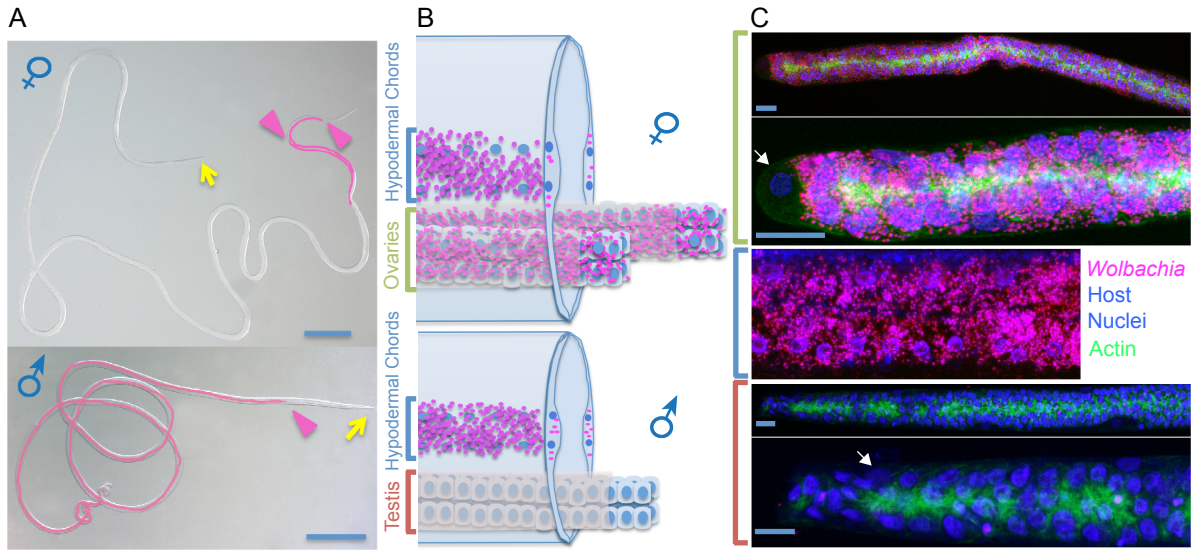 A
B
C
Hypodermal Chords
Ovaries
Hypodermal Chords
Testis
Wolbachia
Host
Nuclei
Actin